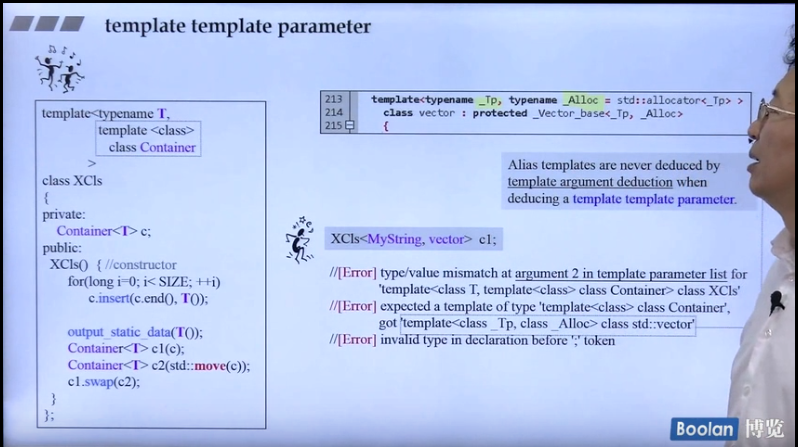 template template parameter
template<typename T,
template <class>
class Container
>
class XCls
{
private:
Container<T> c;
public:
XCls() { //constructor
for(long i=0; i< SIZE; ++i)
c.insert(c.end(), T());
output_static_data(T());
Container<T> c1(c);
Container<T> c2(std::move(c));
c1.swap(c2);
}
};
213 template<typename _Tp, typename _Alloc = std::allocator<_Tp> >
214 class vector : protected _Vector_base<_Tp, _Alloc>
215 {
Alias templates are never deduced by
template argument deduction when
deducing a template template parameter.
XCls<MyString, vector> c1;
//[Error] type/value mismatch at argument 2 in template parameter list for
'template<class T, template<class> class Container> class XCls'
//[Error] expected a template of type 'template<class> class Container',
got 'template<class _Tp, class _Alloc> class std::vector'
//[Error] invalid type in declaration before ';' token
Boolan 博览